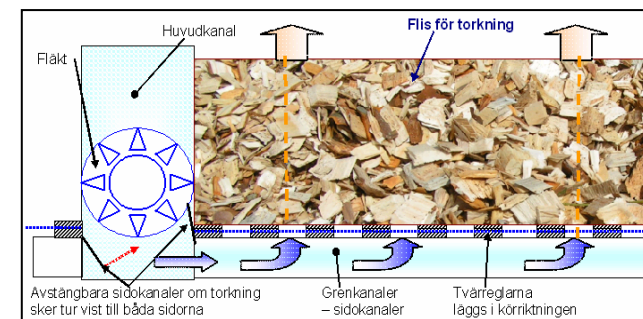 Huvudkanal
Flis för torkning
Fläkt
Avstängbara sidokanaler om torkning
sker tur vist till båda sidorna
Grenkanaler
– sidokanaler
Tvärreglarna
läggs i körriktningen